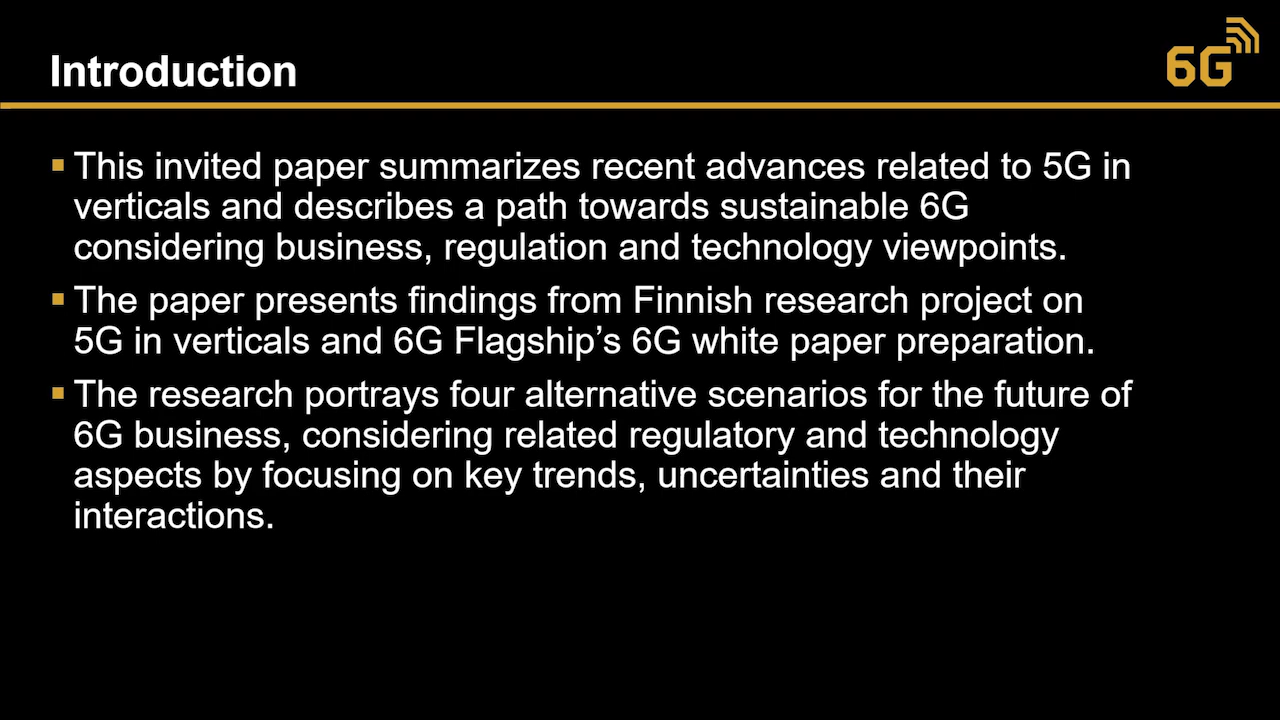 Introduction
6G
▪ This invited paper summarizes recent advances related to 5G in
verticals and describes a path towards sustainable 6G
considering business, regulation and technology viewpoints.
▪ The paper presents findings from Finnish research project on
5G in verticals and 6G Flagship’s 6G white paper preparation.
▪ The research portrays four alternative scenarios for the future of
6G business, considering related regulatory and technology
aspects by focusing on key trends, uncertainties and their
interactions.